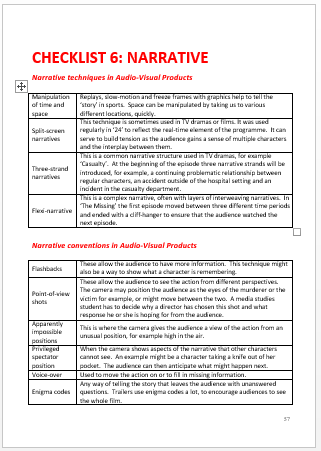 CHECKLIST 6: NARRATIVE
Narrative techniques in Audio-Visual Products
Manipulation of time and space
Replays, slow-motion and freeze frames with graphics help to tell the
‘story’ in sports. Space can be manipulated by taking us to various
different locations, quickly.
Split-screen narratives
This technique is sometimes used in TV dramas or films. It was used
regularly in ‘24’ to reflect the real-time element of the programme. It can
serve to build tension as the audience gains a sense of multiple characters
and the interplay between them.
Three-strand narratives
This is a common narrative structure used in TV dramas, for example
‘Casualty’. At the beginning of the episode three narrative strands will be
introduced, for example, a continuing problematic relationship between
regular characters, an accident outside of the hospital setting and an
incident in the casualty department.
Flexi-narrative
This is a complex narrative, often with layers of interweaving narratives. In
‘The Missing’ the first episode moved between three different time periods
and ended with a cliff-hanger to ensure that the audience watched the
next episode.
Narrative conventions in Audio-Visual Products
Flashbacks
These allow the audience to have more information. This technique might
also be a way to show what a character is remembering.
Point-of-view shots
These allow the audience to see the action from different perspectives.
The camera may position the audience as the eyes of the murderer or the
victim for example, or might move between the two. A media studies
student has to decide why a director has chosen this shot and what
response he or she is hoping for from the audience.
Apparently impossible positions
This is where the camera gives the audience a view of the action from an
unusual position, for example high in the air.
Privileged spectator position
When the camera shows aspects of the narrative that other characters
cannot see. An example might be a character taking a knife out of her
pocket. The audience can then anticipate what might happen next.
Voice-over
Used to move the action on or to fill in missing information.
Enigma codes
Any way of telling the story that leaves the audience with unanswered
questions. Trailers use enigma codes a lot, to encourage audiences to see
the whole film.
57